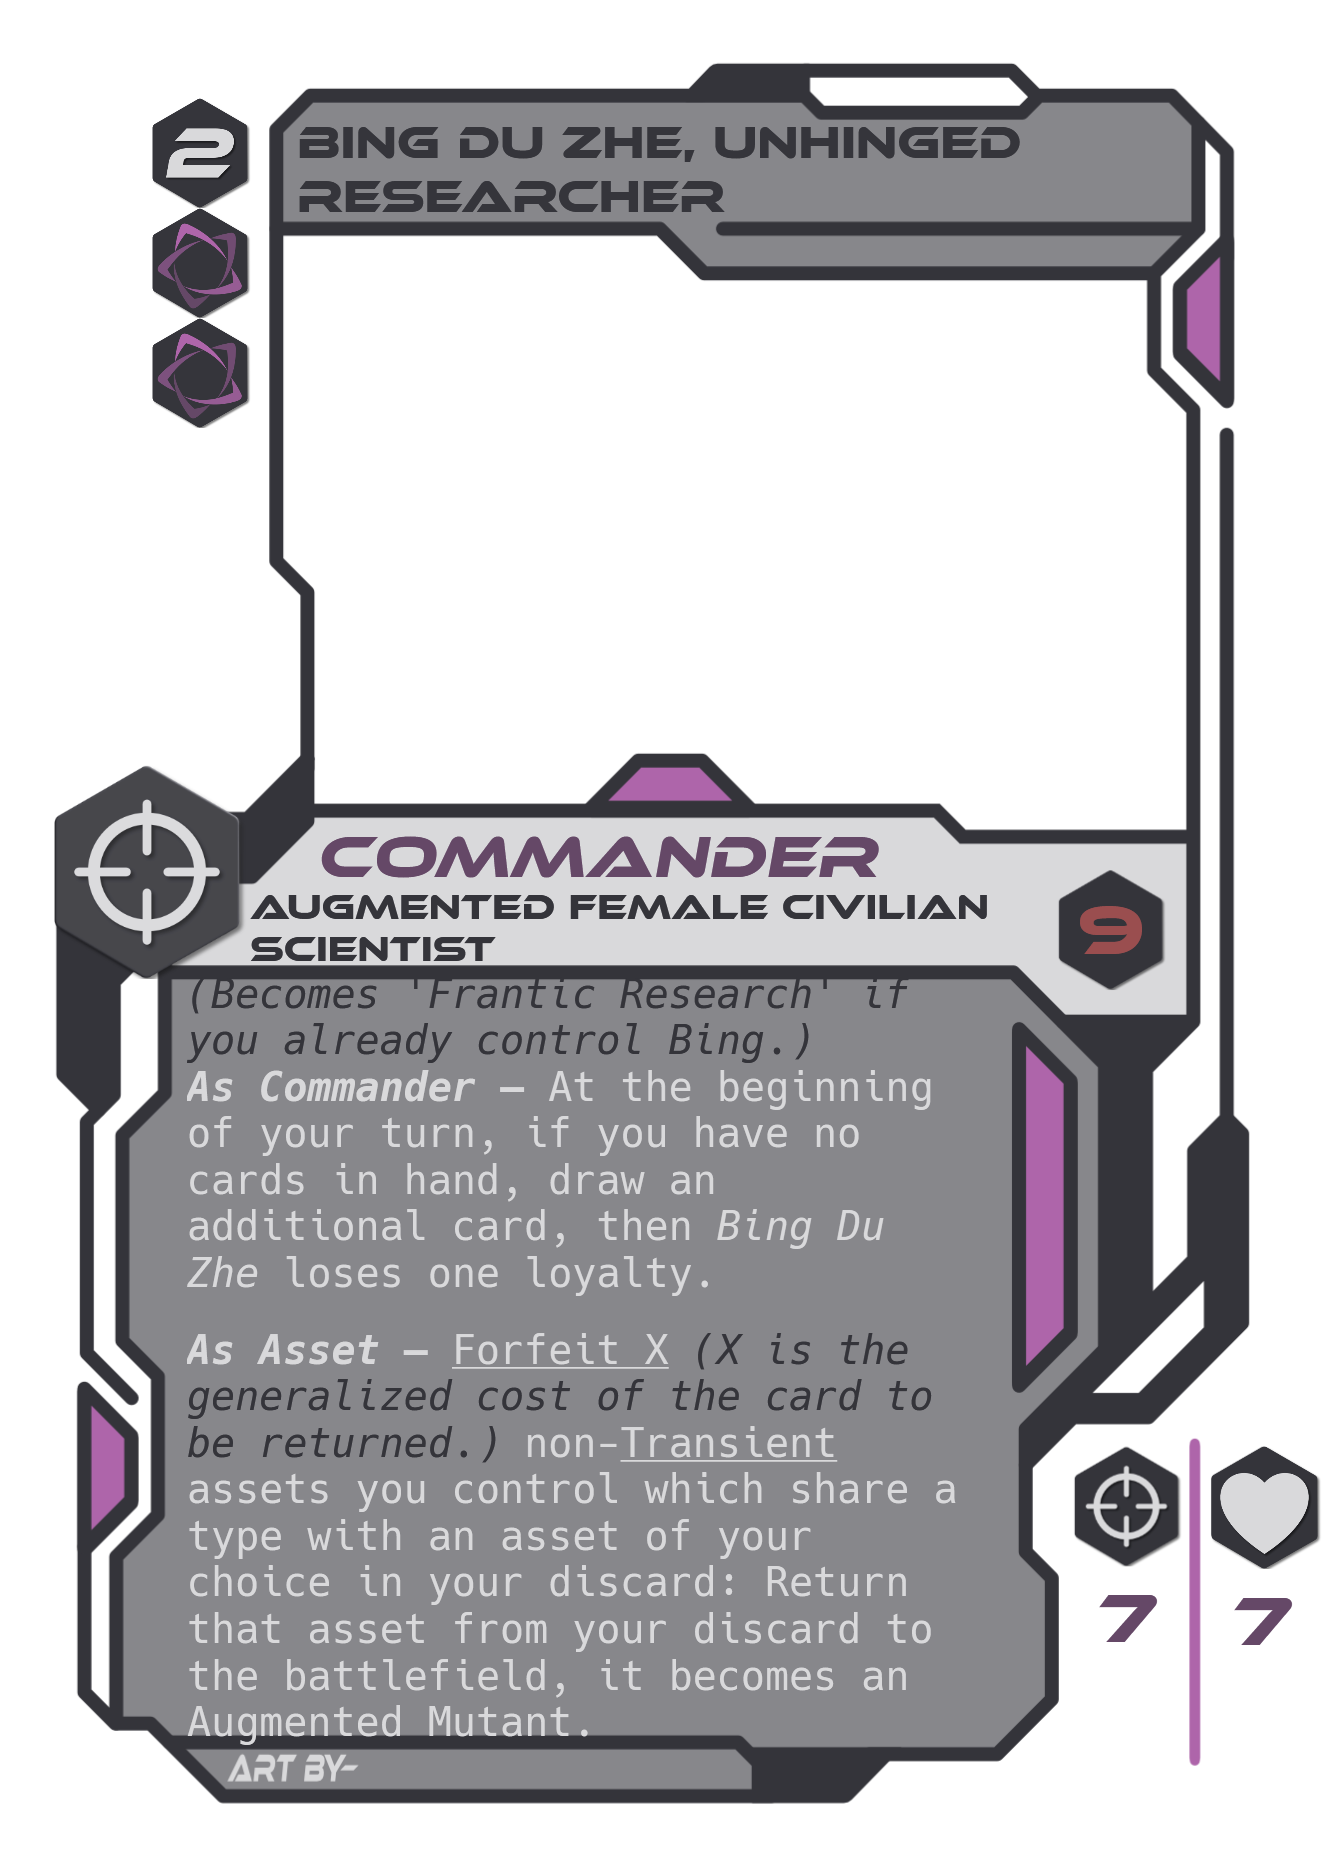 2
BING DU ZHE, UNHINGED
RESEARCHER
COMMANDER
AUGMENTED FEMALE CIVILIAN
SCIENTIST
9
(Becomes 'Frantic Research' if
you already control Bing.)
As Commander – At the beginning
of your turn, if you have no
cards in hand, draw an
additional card, then Bing Du
Zhe loses one loyalty.
As Asset – Forfeit X (X is the
generalized cost of the card to
be returned.) non-Transient
assets you control which share a
type with an asset of your
choice in your discard: Return
that asset from your discard to
the battlefield, it becomes an
Augmented Mutant.
7 7
ART BY-